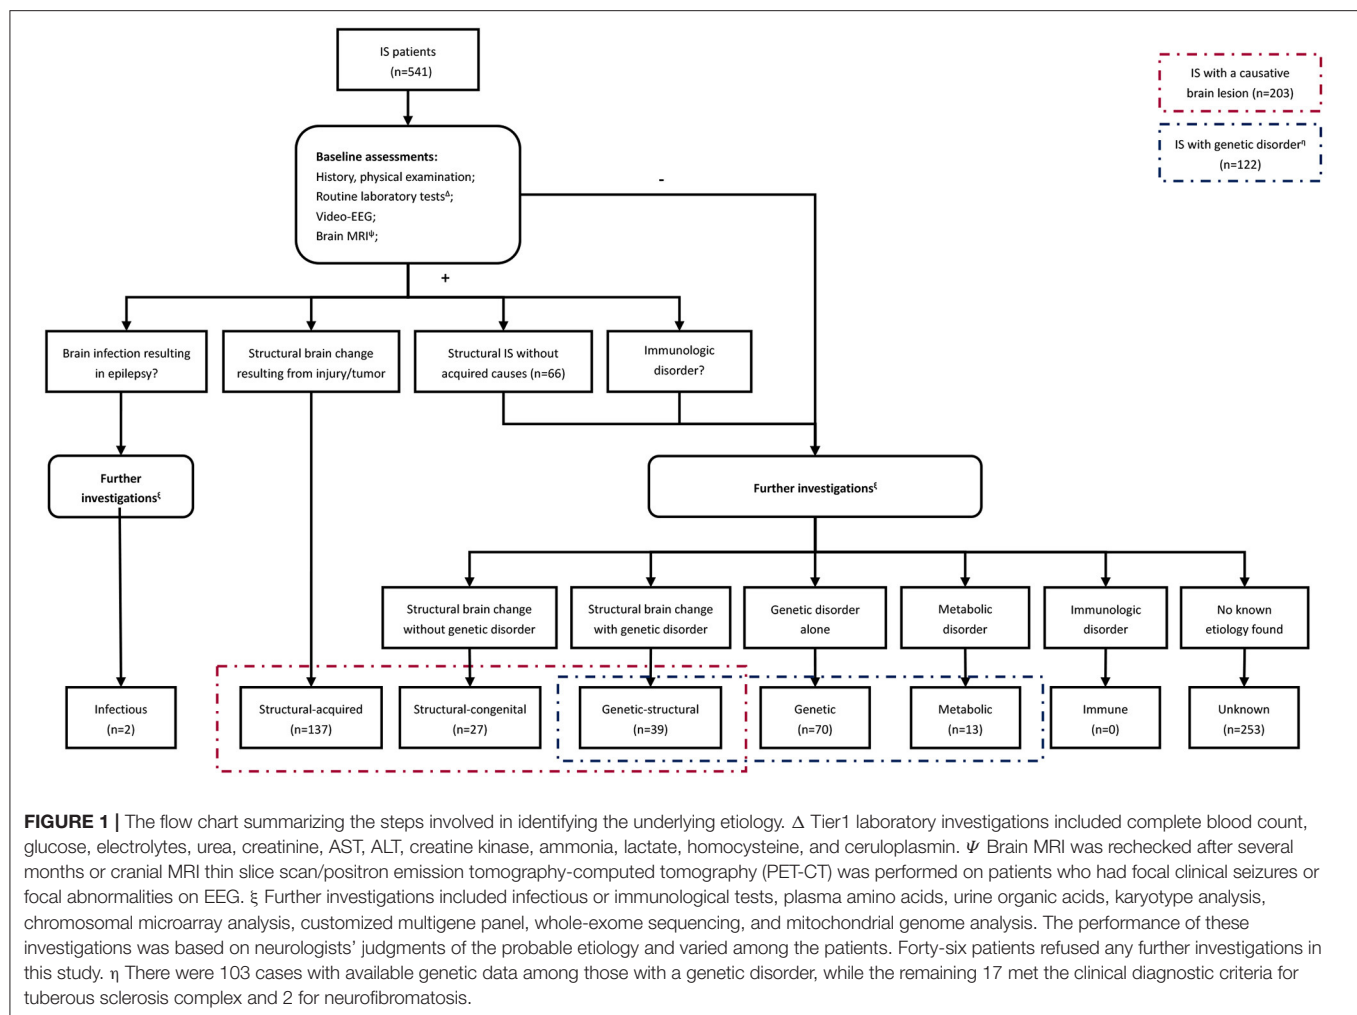 IS patients
(n=541)
IS with a causative
brain lesion (n=203)
IS with genetic disorderη
(n=122)
Baseline assessments:
History, physical examination;
Routine laboratory testsΔ;
Video-EEG;
Brain MRIψ;
-
+
Brain infection resulting
in epilepsy?
Structural brain change
resulting from injury/tumor
Structural IS without
acquired causes (n=66)
Immunologic
disorder?
Further
investigationsξ
Further investigationsξ
Structural brain change
without genetic disorder
Structural brain change
with genetic disorder
Genetic disorder
alone
Metabolic
disorder
Immunologic
disorder
No known
etiology found
Infectious
(n=2)
Structural-acquired
(n=137)
Structural-congenital
(n=27)
Genetic-structural
(n=39)
Genetic
(n=70)
Metabolic
(n=13)
Immune
(n=0)
Unknown
(n=253)
FIGURE 1 | The flow chart summarizing the steps involved in identifying the underlying etiology. Δ Tier1 laboratory investigations included complete blood count,
glucose, electrolytes, urea, creatinine, AST, ALT, creatine kinase, ammonia, lactate, homocysteine, and ceruloplasmin. Ψ Brain MRI was rechecked after several
months or cranial MRI thin slice scan/positron emission tomography-computed tomography (PET-CT) was performed on patients who had focal clinical seizures or
focal abnormalities on EEG. ξ Further investigations included infectious or immunological tests, plasma amino acids, urine organic acids, karyotype analysis,
chromosomal microarray analysis, customized multigene panel, whole-exome sequencing, and mitochondrial genome analysis. The performance of these
investigations was based on neurologists' judgments of the probable etiology and varied among the patients. Forty-six patients refused any further investigations in
this study. η There were 103 cases with available genetic data among those with a genetic disorder, while the remaining 17 met the clinical diagnostic criteria for
tuberous sclerosis complex and 2 for neurofibromatosis.